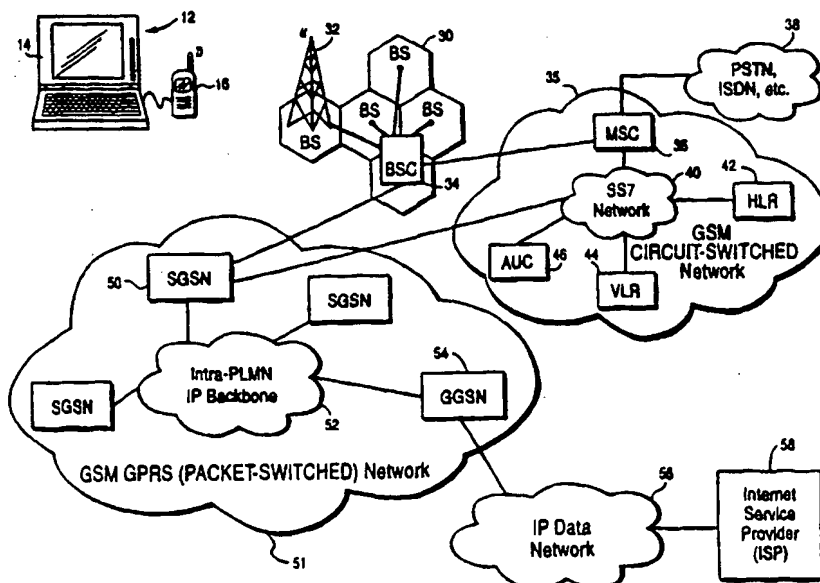 12
14
16
32
30
BS
BS
BS
BS
BSC
34
38
PSTN,
ISDN, etc.
35
MSC
36
40
42
SS7
Network
HLR
GSM
CIRCUIT-SWITCHED
Network
AUC
46
44
VLR
50
SGSN
SGSN
SGSN
Intra-PLMN
IP Backbone
52
54
GGSN
GSM GPRS (PACKET-SWITCHED) Network
51
56
IP Data
Network
58
Internet
Service
Provider
(ISP)